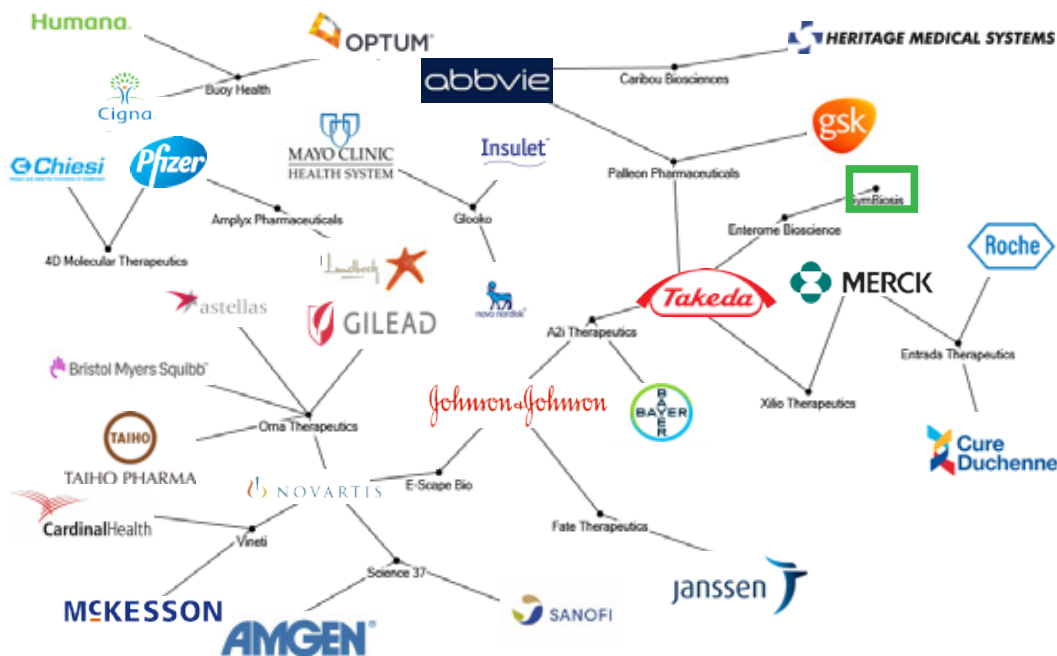 Humana.
OPTUM®
HERITAGE MEDICAL SYSTEMS
abbvie
Caribou Biosciences
Buoy Health
Cigna.
gsk
MAYO CLINIC
HEALTH SYSTEM
Insulet
Chiesi
Pfizer
Palleon Pharmaceuticals
SymBiosis
Amplyx Pharmaceuticals
Glooko
Enterome Bioscience
Roche
4D Molecular Therapeutics
Lundbeck
Takeda
MERCK
astellas
GILEAD
novo nordisk®
A2i Therapeutics
Entrada Therapeutics
Bristol Myers Squibb™
Johnson & Johnson
BAYER
BAYER
Xilio Therapeutics
TAIHO
Orna Therapeutics
Cure
Duchenne
TAIHO PHARMA
NOVARTIS
E-Scape Bio
CardinalHealth
Vineti
Fate Therapeutics
Science 37
janssen
MCKESSON
SANOFI
AMGEN®